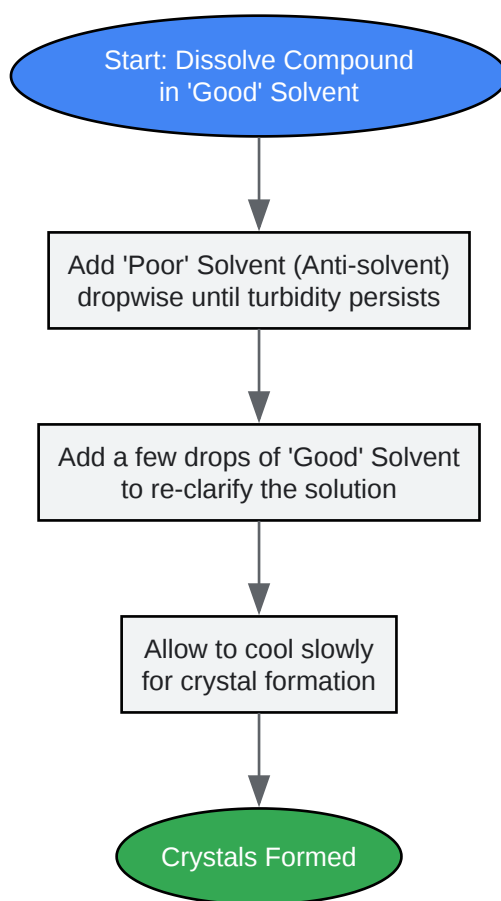 Start: Dissolve Compound
in 'Good' Solvent
Add 'Poor' Solvent (Anti-solvent)
dropwise until turbidity persists
Add a few drops of 'Good' Solvent
to re-clarify the solution
Allow to cool slowly
for crystal formation
Crystals Formed